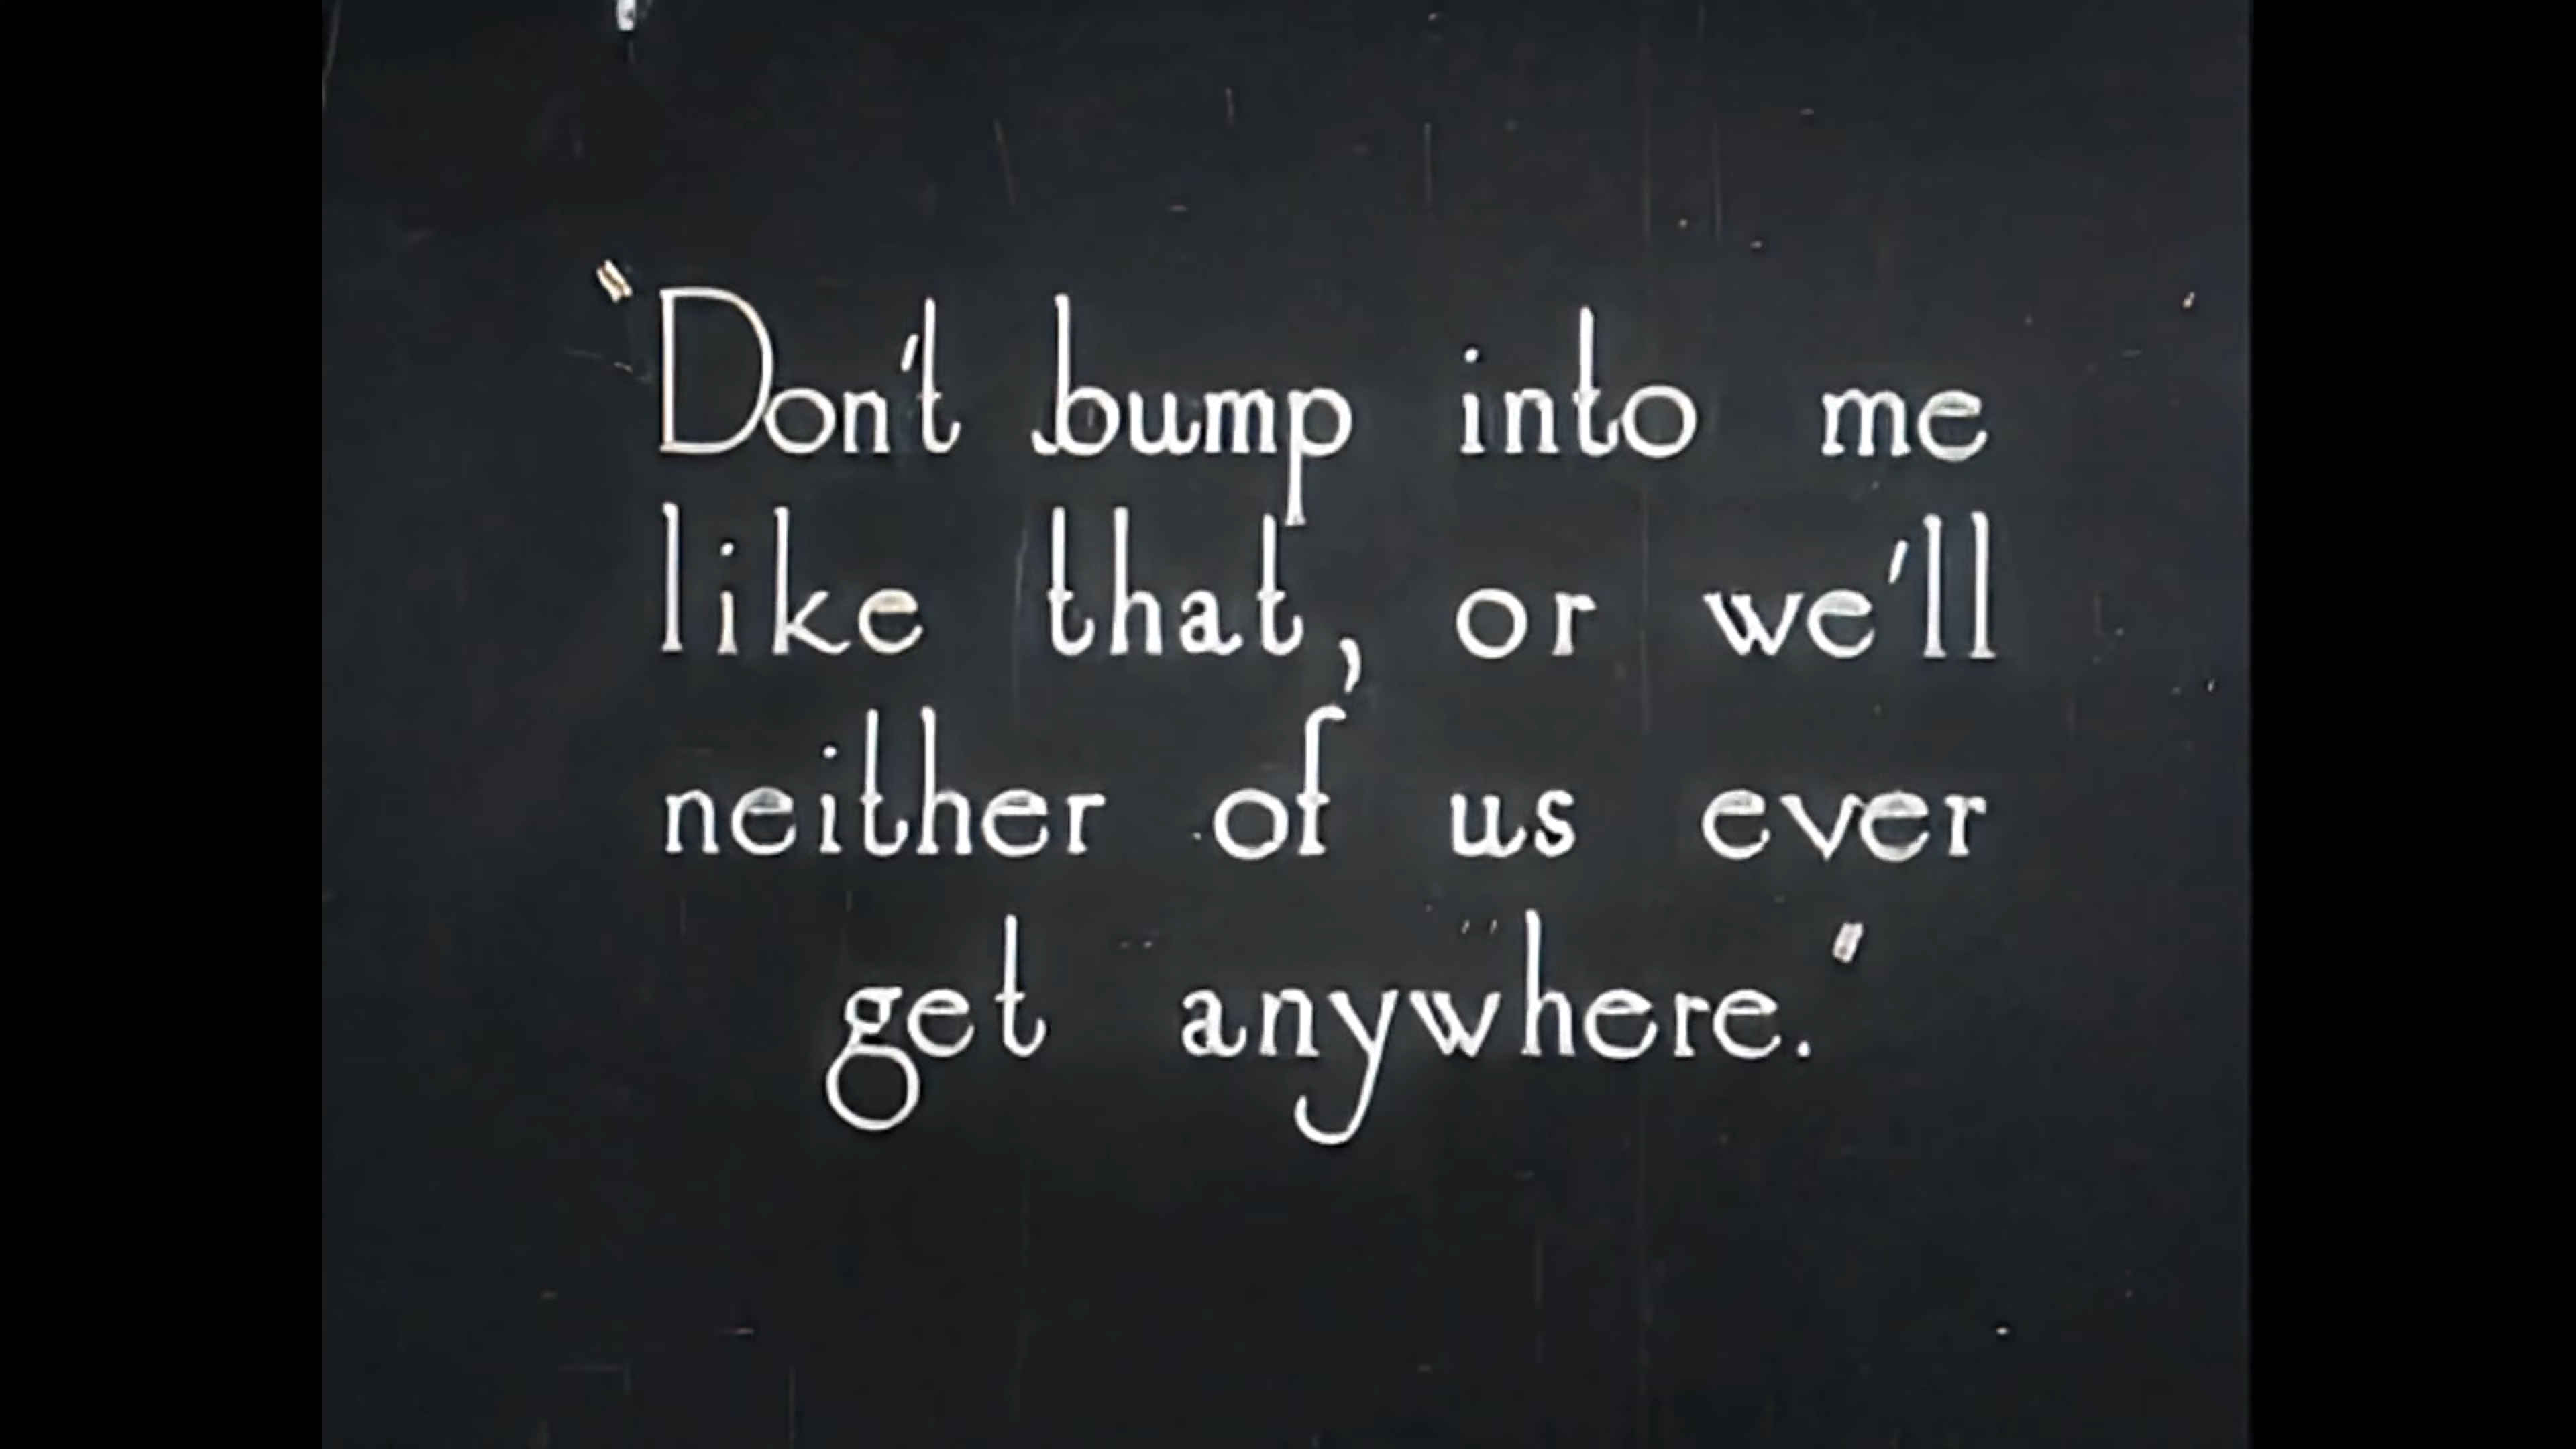 "Don't bump into me
like that, or we'll
neither of us ever
get anywhere."